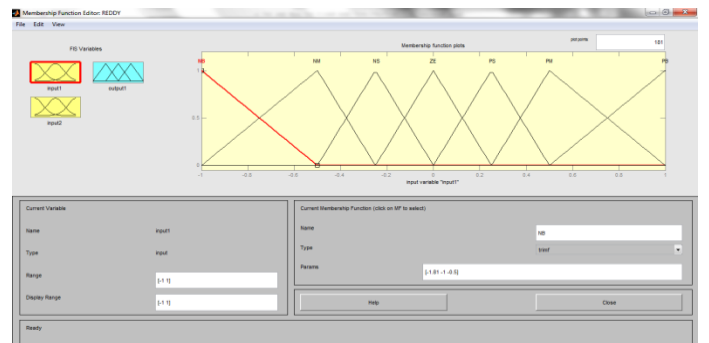 Membership Function Editor: REDDY
File Edit View
FIS Variables
Membership function plots
plot points:
181
input1
output1
input2
NB NM NS ZE PS PM PB
1
0.5
0
-1 -0.8 -0.6 -0.4 -0.2 0 0.2 0.4 0.6 0.8 1
input variable "input1"
Current Variable
Current Membership Function (click on MF to select)
Name
input1
Name
NB
Type
input
Type
trimf
Range
[-1 1]
Params
[-1.01 -1 -0.5]
Display Range
[-1 1]
Help
Close
Ready